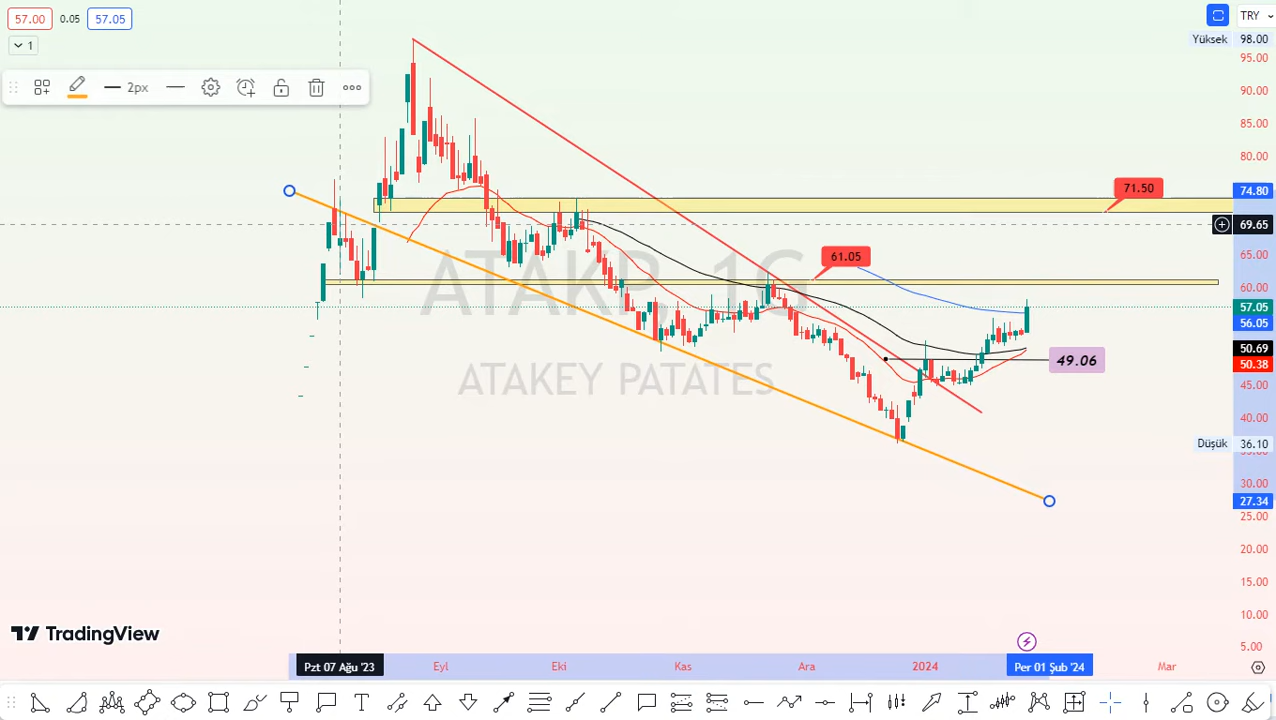 57.00 0.05 57.05
1
TRY
2px
Yüksek 98.00
95.00
90.00
85.00
80.00
71.50
74.80
69.65
65.00
61.05
60.00
57.05
56.05
50.69
50.38
49.06
45.00
40.00
Düşük 36.10
30.00
27.34
25.00
20.00
15.00
10.00
5.00
ATAKP, 1G
ATAKEY PATATES
TradingView
Pzt 07 Ağu '23 Eyl Eki Kas Ara 2024 Per 01 Şub '24 Mar